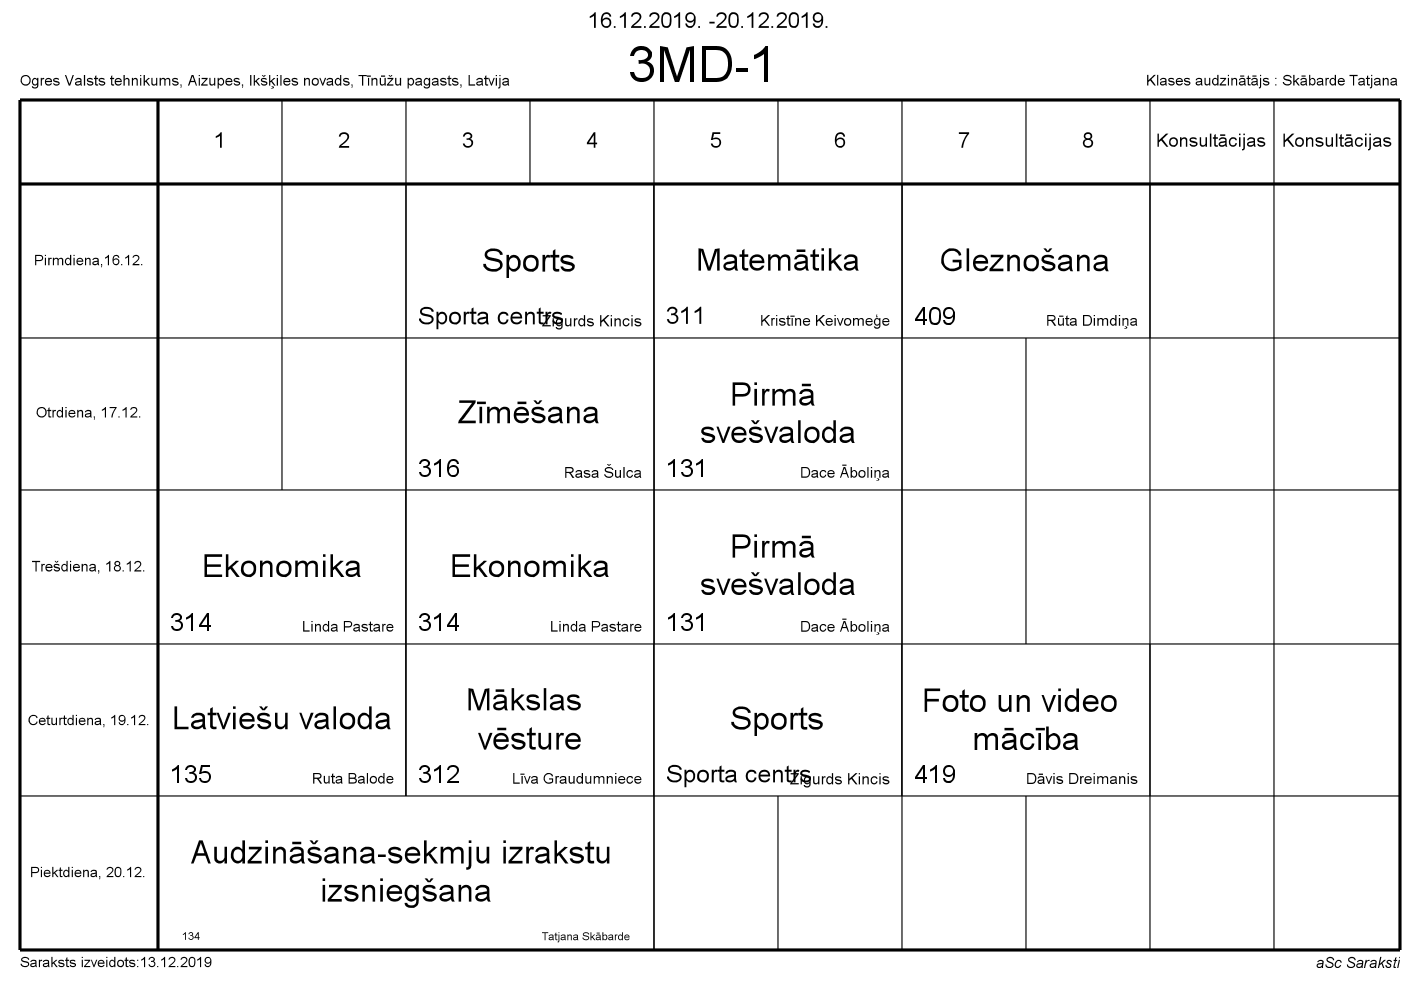 16.12.2019. -20.12.2019.
3MD-1
Ogres Valsts tehnikums, Aizupes, Ikšķiles novads, Tīnūžu pagasts, Latvija
Klases audzinātājs : Skābarde Tatjana
1 2 3 4 5 6 7 8 Konsultācijas Konsultācijas
Pirmdiena,16.12.
Sports
Sporta centrs Zigurds Kincis
Matemātika
311 Kristīne Keivomeģe
Gleznošana
409 Rūta Dimdiņa
Otrdiena, 17.12.
Zīmēšana
316 Rasa Šulca
Pirmā
svešvaloda
131 Dace Āboliņa
Trešdiena, 18.12.
Ekonomika
314 Linda Pastare
Ekonomika
314 Linda Pastare
Pirmā
svešvaloda
131 Dace Āboliņa
Ceturtdiena, 19.12.
Latviešu valoda
135 Ruta Balode
Mākslas
vēsture
312 Līva Graudumniece
Sports
Sporta centrs Zigurds Kincis
Foto un video
mācība
419 Dāvis Dreimanis
Piektdiena, 20.12.
Audzināšana-sekmju izrakstu
izsniegšana
134 Tatjana Skābarde
Saraksts izveidots:13.12.2019
aSc Saraksti